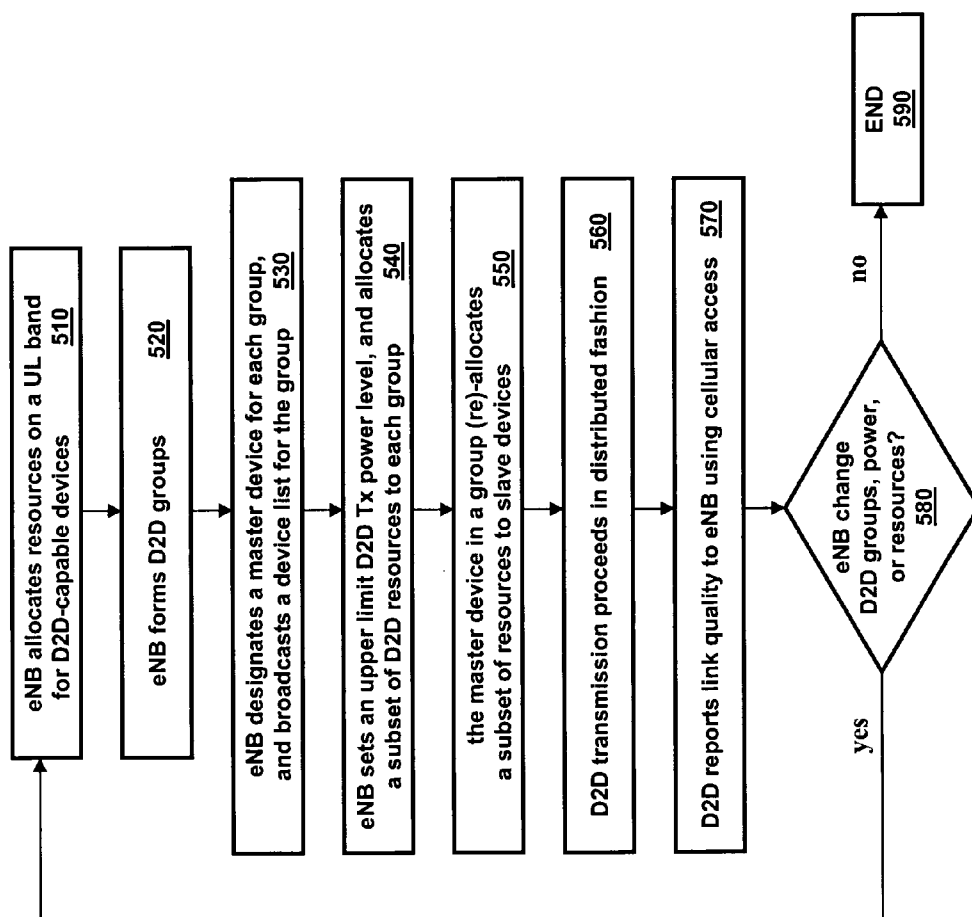 eNB allocates resources on a UL band
for D2D-capable devices 510
eNB forms D2D groups 520
eNB designates a master device for each group,
and broadcasts a device list for the group 530
eNB sets an upper limit D2D Tx power level, and allocates
a subset of D2D resources to each group 540
the master device in a group (re)-allocates
a subset of resources to slave devices 550
D2D transmission proceeds in distributed fashion 560
D2D reports link quality to eNB using cellular access 570
eNB change
D2D groups, power,
or resources?
580
yes
no
END
590